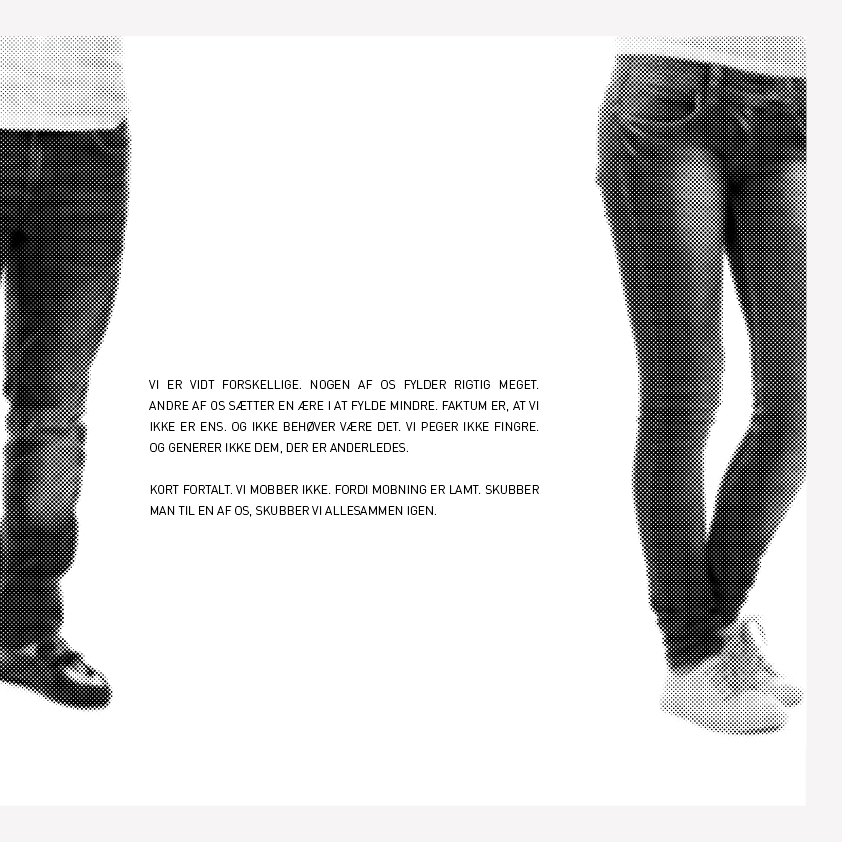 VI ER VIDT FORSKELLIGE. NOGEN AF OS FYLDER RIGTIG MEGET.
ANDRE AF OS SÆTTER EN ÆRE I AT FYLDE MINDRE. FAKTUM ER, AT VI
IKKE ER ENS. OG IKKE BEHØVER VÆRE DET. VI PEGER IKKE FINGRE.
OG GENERER IKKE DEM, DER ER ANDERLEDES.
KORT FORTALT. VI MOBBER IKKE. FORDI MOBNING ER LAMT. SKUBBER
MAN TIL EN AF OS, SKUBBER VI ALLESAMMEN IGEN.